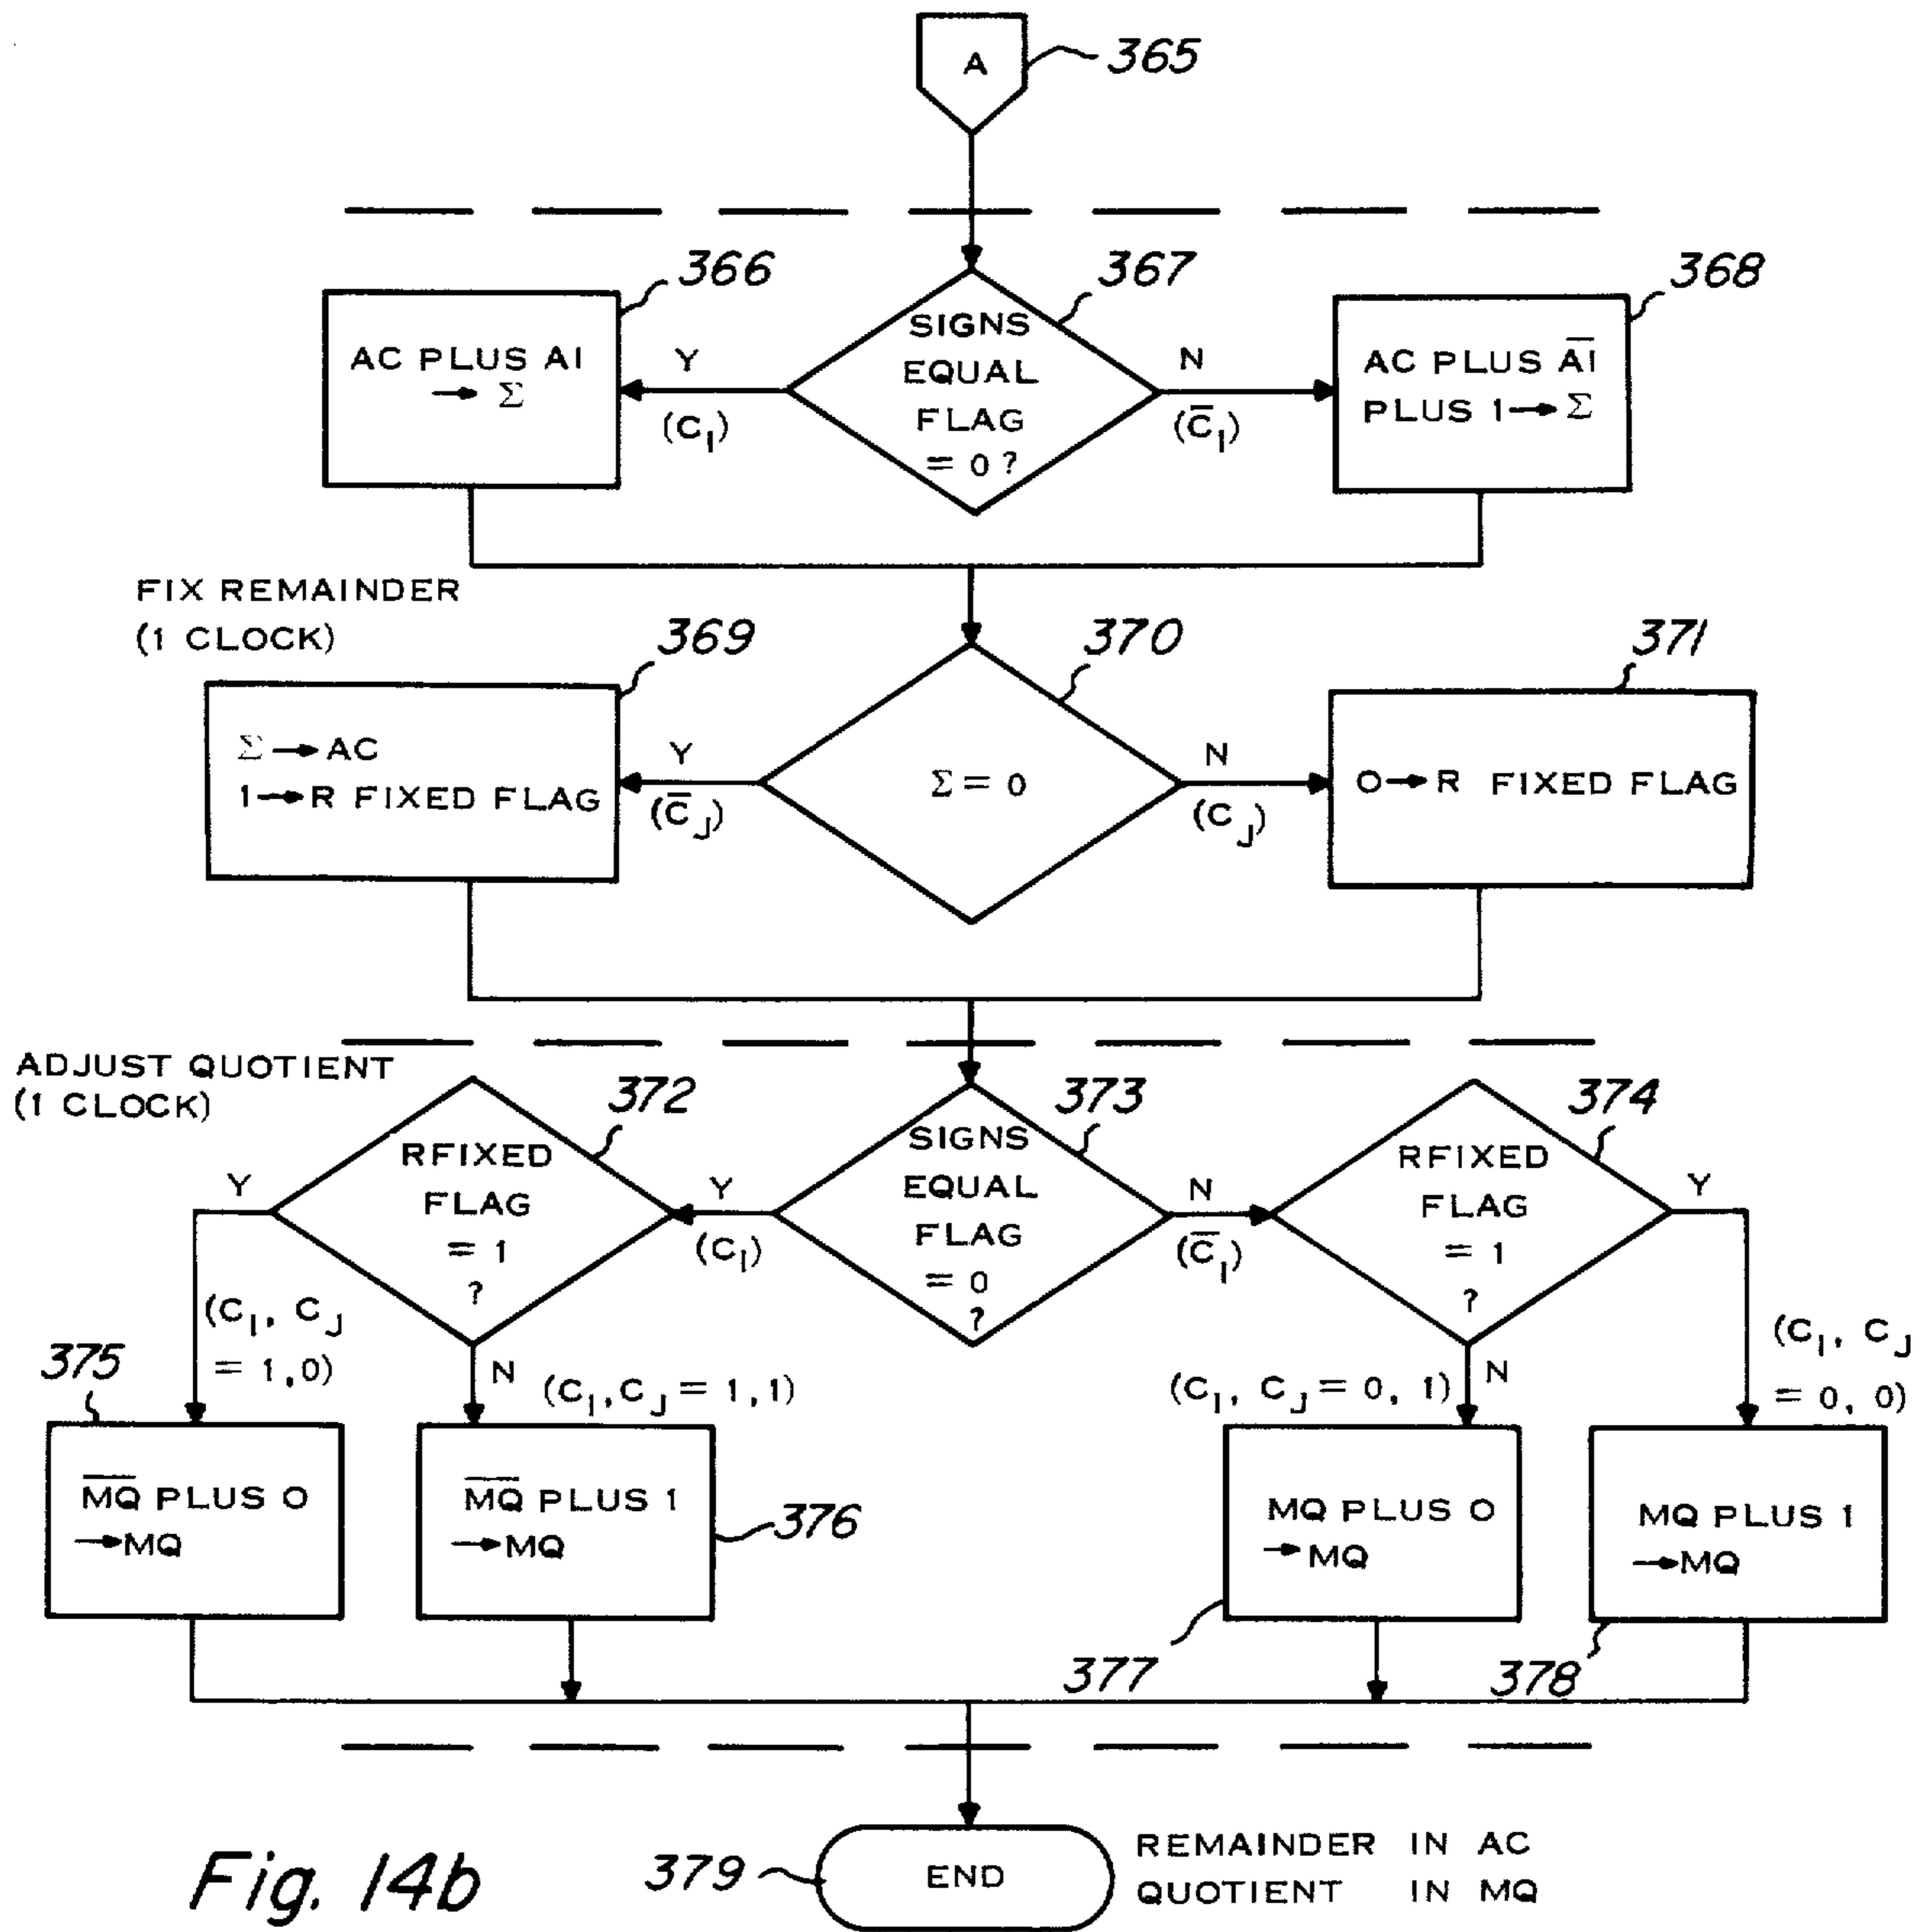 A
365
366
367
368
AC PLUS AI
→ Σ
Y
(C_I)
SIGNS
EQUAL
FLAG
= 0 ?
N
(C̅_I)
AC PLUS A̅I̅
PLUS 1→ Σ
FIX REMAINDER
(1 CLOCK)
369
370
371
Σ → AC
1→R FIXED FLAG
Y
(C̅_J)
Σ = 0
N
(C_J)
0→R FIXED FLAG
ADJUST QUOTIENT
(1 CLOCK)
372
373
374
RFIXED
FLAG
= 1
?
Y
Y
(C_I)
SIGNS
EQUAL
FLAG
= 0
?
N
(C̅_I)
RFIXED
FLAG
= 1
?
Y
(C_I, C_J
= 1,0)
N
(C_I,C_J = 1,1)
(C_I, C_J = 0, 1)
N
(C_I, C_J
= 0, 0)
375
M̅Q̅ PLUS 0
→MQ
M̅Q̅ PLUS 1
→MQ
376
MQ PLUS 0
→MQ
MQ PLUS 1
→MQ
377
378
Fig. 14b
379
END
REMAINDER IN AC
QUOTIENT IN MQ